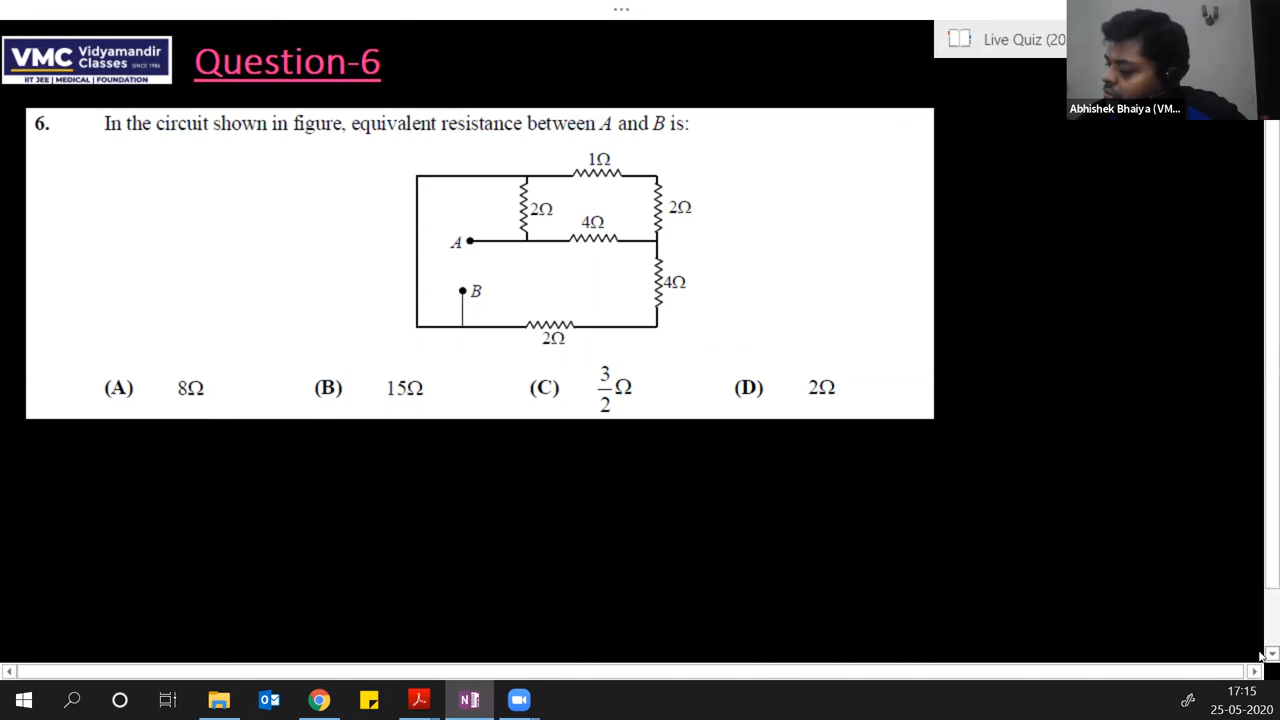 ...
Live Quiz (20
VMC Vidyamandir Classes SINCE 1986
IIT JEE | MEDICAL | FOUNDATION
Question-6
Abhishek Bhaiya (VM...
6. In the circuit shown in figure, equivalent resistance between A and B is:
1Ω
2Ω 2Ω
4Ω
A
B 4Ω
2Ω
(A) 8Ω (B) 15Ω (C) 3/2 Ω (D) 2Ω
17:15
25-05-2020